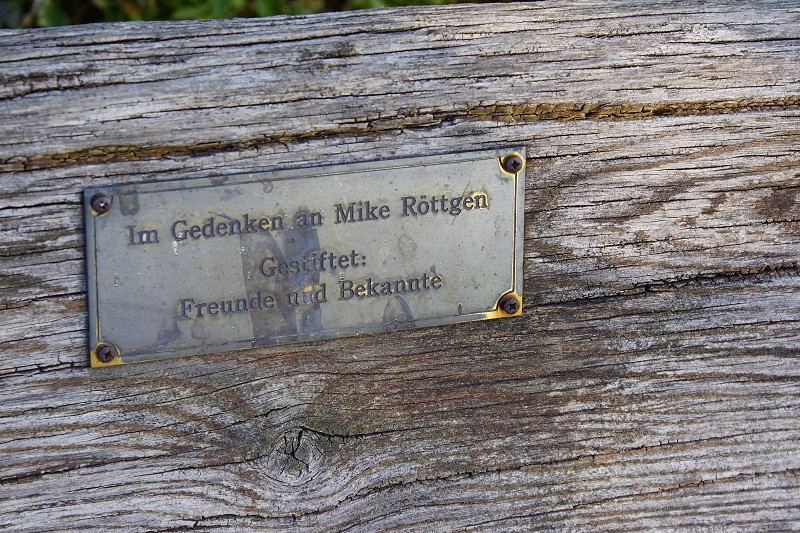 Im Gedenken an Mike Röttgen
Gestiftet:
Freunde und Bekannte